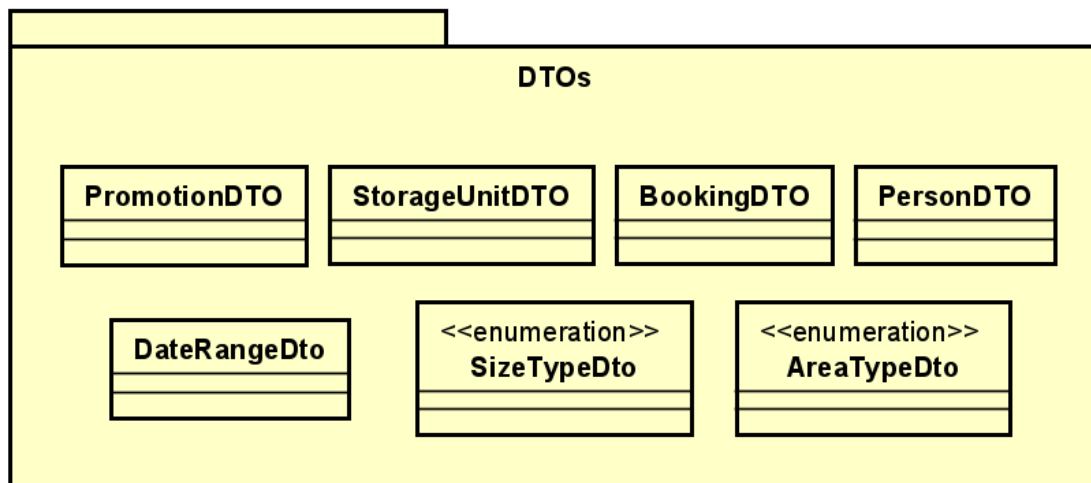 DTOs
PromotionDTO
StorageUnitDTO
BookingDTO
PersonDTO
DateRangeDto
<<enumeration>>
SizeTypeDto
<<enumeration>>
AreaTypeDto